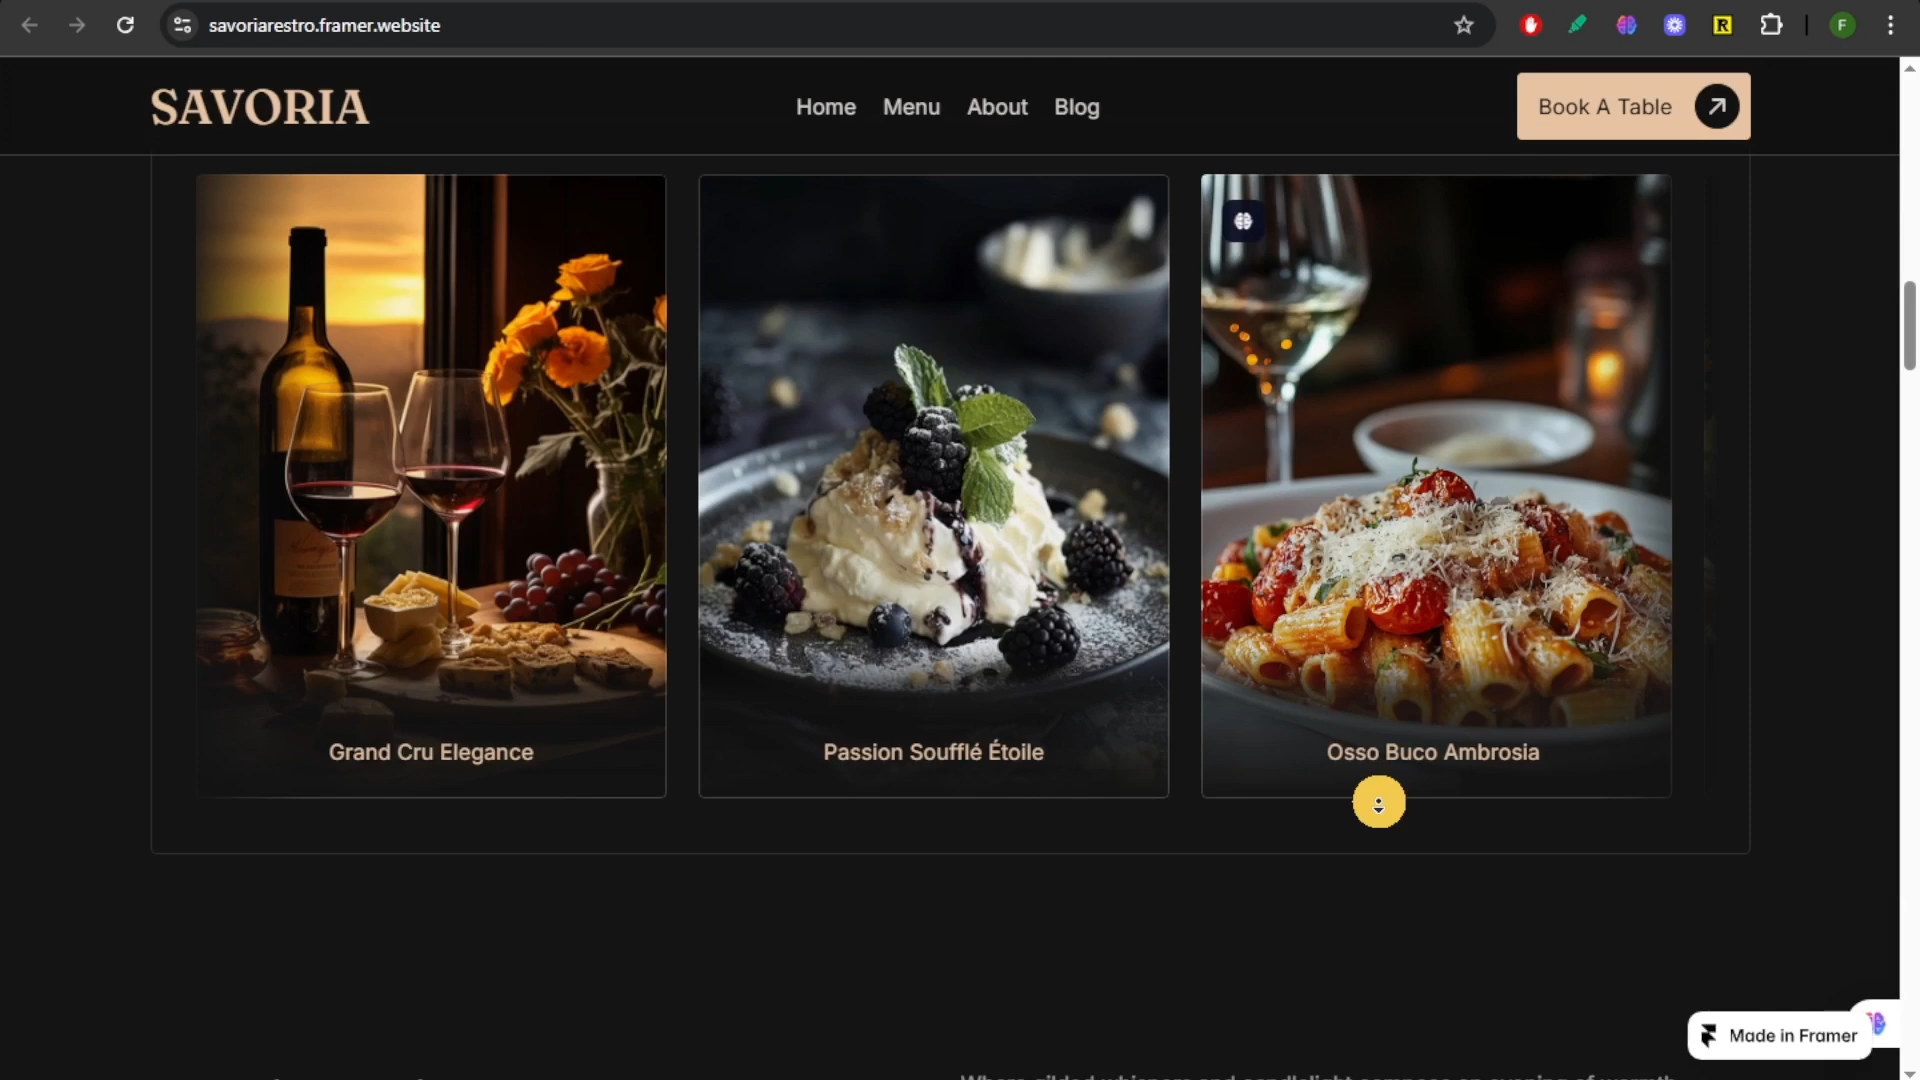 savoriarestro.framer.website
R
F
SAVORIA
Home Menu About Blog
Book A Table
Grand Cru Elegance
Passion Soufflé Étoile
Osso Buco Ambrosia
Made in Framer